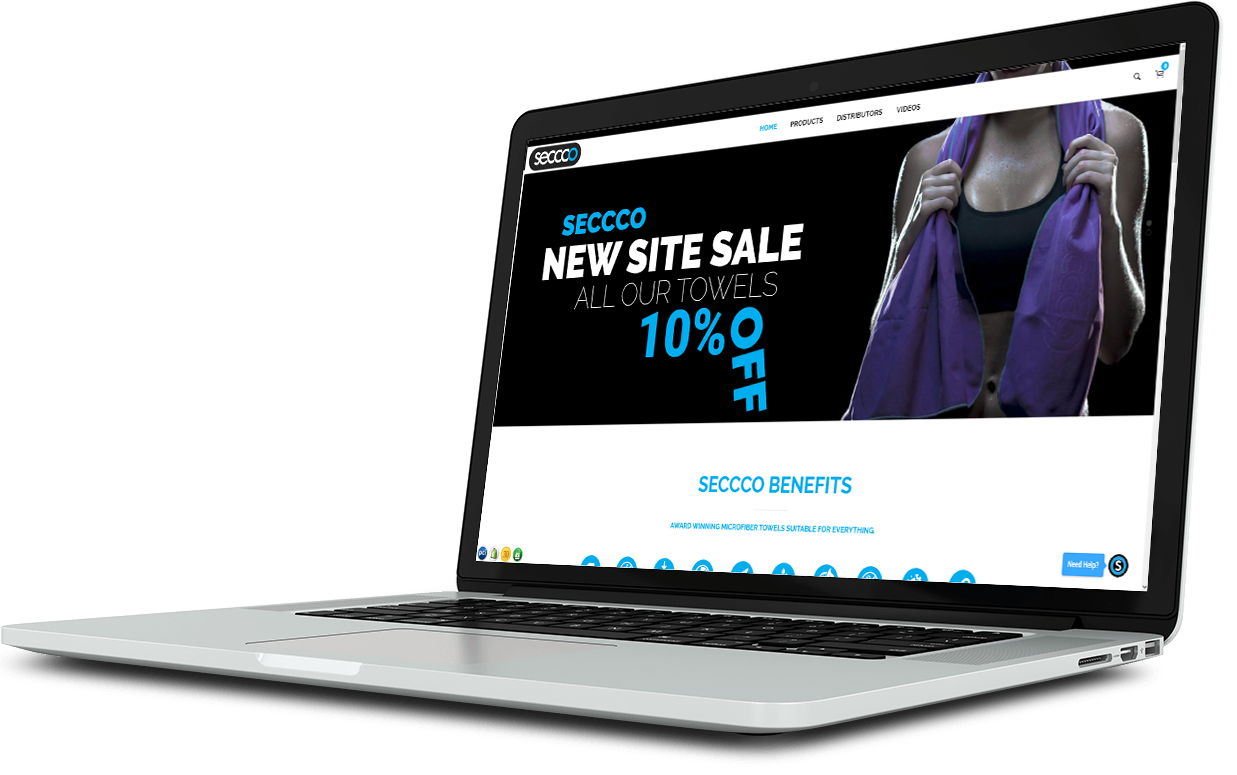 HOME PRODUCTS DISTRIBUTORS VIDEOS
0
seccco
SECCCO
NEW SITE SALE
ALL OUR TOWELS
10% OFF
SECCCO BENEFITS
AWARD WINNING MICROFIBER TOWELS SUITABLE FOR EVERYTHING
Need Help?
S